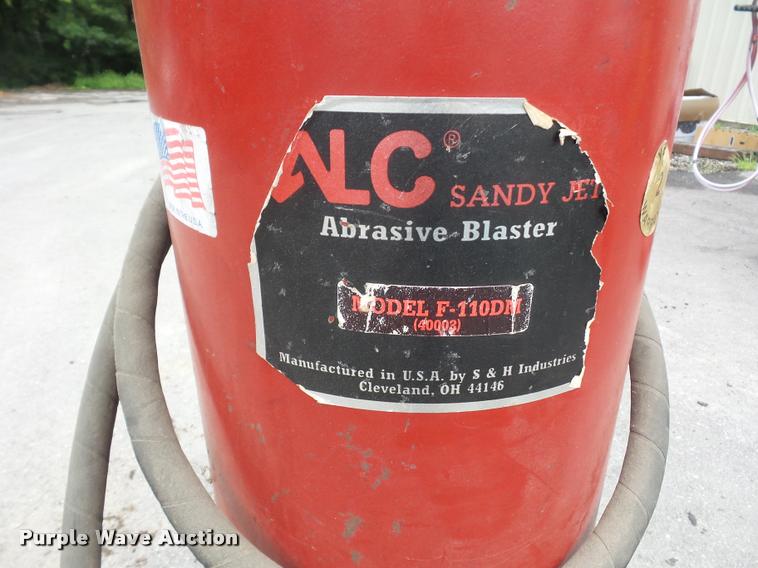 ALC®
SANDY JET
Abrasive Blaster
MODEL F-110DM
(40003)
Manufactured in U.S.A. by S & H Industries
Cleveland, OH 44146
Purple Wave Auction